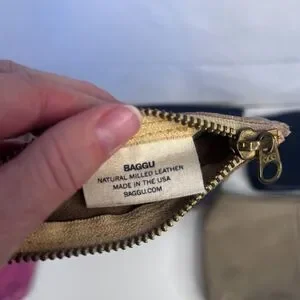 BAGGU
NATURAL MILLED LEATHER
MADE IN THE USA
BAGGU.COM